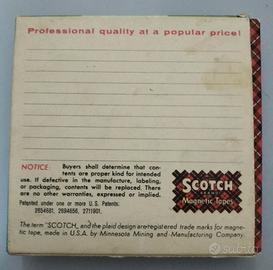 Professional quality at a popular price!
NOTICE: Buyers shall determine that con-
tents are proper kind for intended
use. If defective in the manufacture, labeling,
or packaging, contents will be replaced. There
are no other warranties, expressed or implied.
Patented under one or more U.S. Patents.
2654681, 2694656, 2711901.
SCOTCH
BRAND
Magnetic Tapes
The term "SCOTCH, and the plaid design are registered trade marks for magne-
tic tape, made in U.S.A. by Minnesota Mining and Manufacturing Company.
subito